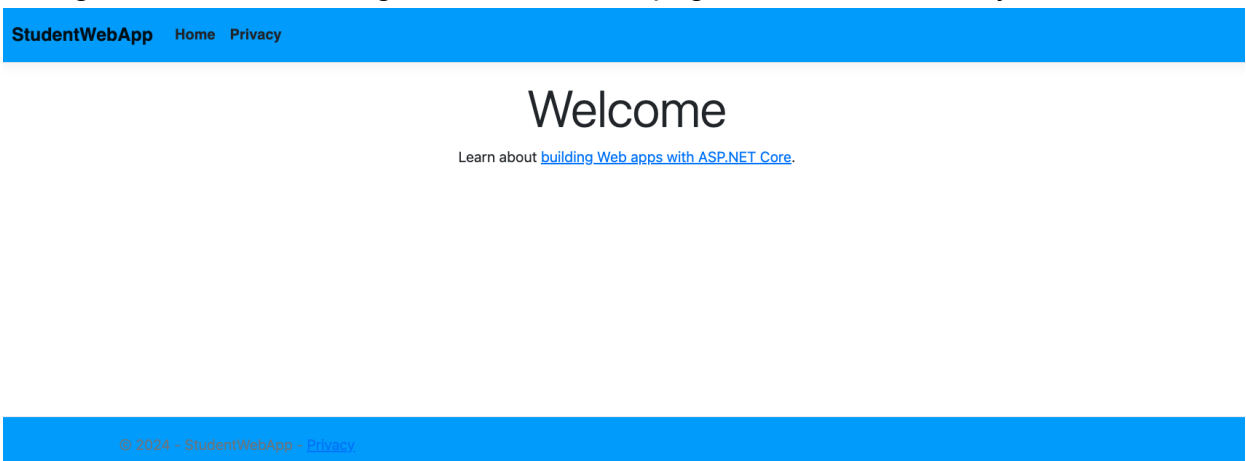 StudentWebApp Home Privacy
Welcome
Learn about building Web apps with ASP.NET Core.
© 2024 - StudentWebApp - Privacy